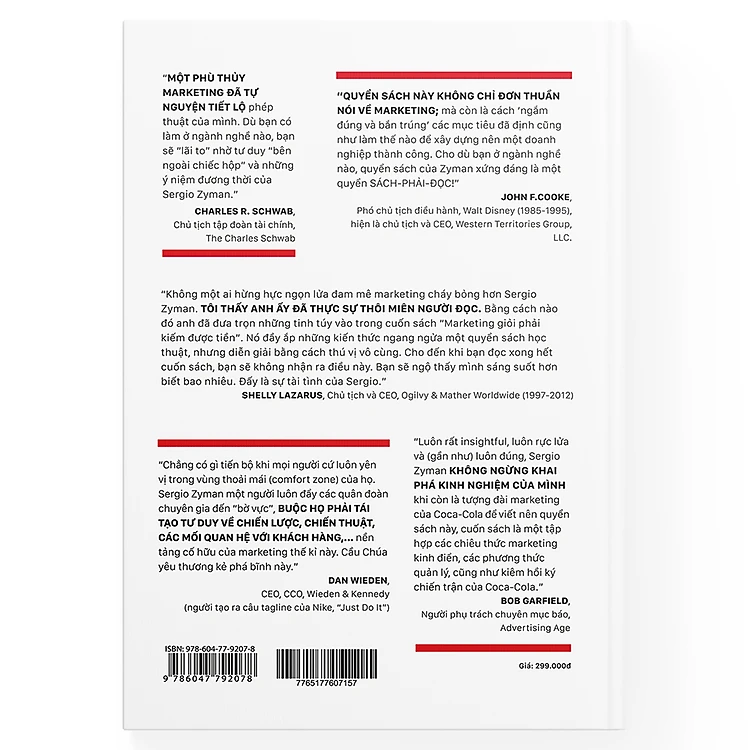 “MỘT PHÙ THỦY
MARKETING ĐÃ TỰ
NGUYỆN TIẾT LỘ phép
thuật của mình. Dù bạn có
làm ở ngành nghề nào, bạn
sẽ “lãi to” nhờ tư duy “bên
ngoài chiếc hộp” và những
ý niệm đương thời của
Sergio Zyman.”
CHARLES R. SCHWAB,
Chủ tịch tập đoàn tài chính,
The Charles Schwab
“QUYỂN SÁCH NÀY KHÔNG CHỈ ĐƠN THUẦN
NÓI VỀ MARKETING; mà còn là cách ‘ngắm
đúng và bắn trúng’ các mục tiêu đã định cũng
như làm thế nào để xây dựng nên một doanh
nghiệp thành công. Cho dù bạn ở ngành nghề
nào, quyển sách của Zyman xứng đáng là một
quyển SÁCH-PHẢI-ĐỌC!”
JOHN F.COOKE,
Phó chủ tịch điều hành, Walt Disney (1985-1995),
hiện là chủ tịch và CEO, Western Territories Group,
LLC.
“Không một ai hừng hực ngọn lửa đam mê marketing cháy bỏng hơn Sergio
Zyman. TÔI THẤY ANH ẤY ĐÃ THỰC SỰ THÔI MIÊN NGƯỜI ĐỌC. Bằng cách nào
đó anh đã đưa trọn những tinh túy vào trong cuốn sách “Marketing giỏi phải
kiếm được tiền”. Nó đầy ắp những kiến thức ngang ngửa một quyển sách học
thuật, nhưng diễn giải bằng cách thú vị vô cùng. Cho đến khi bạn đọc xong hết
cuốn sách, bạn sẽ không nhận ra điều này. Bạn sẽ ngộ thấy mình sáng suốt hơn
biết bao nhiêu. Đấy là sự tài tình của Sergio.”
SHELLY LAZARUS, Chủ tịch và CEO, Ogilvy & Mather Worldwide (1997-2012)
“Chẳng có gì tiến bộ khi mọi người cứ luôn yên
vị trong vùng thoải mái (comfort zone) của họ.
Sergio Zyman một người luôn đẩy các quân đoàn
chuyên gia đến “bờ vực”, BUỘC HỌ PHẢI TÁI
TẠO TƯ DUY VỀ CHIẾN LƯỢC, CHIẾN THUẬT,
CÁC MỐI QUAN HỆ VỚI KHÁCH HÀNG,... nền
tảng cố hữu của marketing thế kỉ này. Cầu Chúa
yêu thương kẻ phá bĩnh này.”
DAN WIEDEN,
CEO, CCO, Wieden & Kennedy
(người tạo ra câu tagline của Nike, “Just Do It”)
“Luôn rất insightful, luôn rực lửa
và (gần như) luôn đúng, Sergio
Zyman KHÔNG NGỪNG KHAI
PHÁ KINH NGHIỆM CỦA MÌNH
khi còn là tượng đài marketing
của Coca-Cola để viết nên quyển
sách này, cuốn sách là một tập
hợp các chiêu thức marketing
kinh điển, các phương thức
quản lý, cũng như kiêm hồi ký
chiến trận của Coca-Cola.”
BOB GARFIELD,
Người phụ trách chuyên mục báo,
Advertising Age
ISBN: 978-604-77-9207-8
9 786047 792078
7765177607157
Giá: 299.000đ